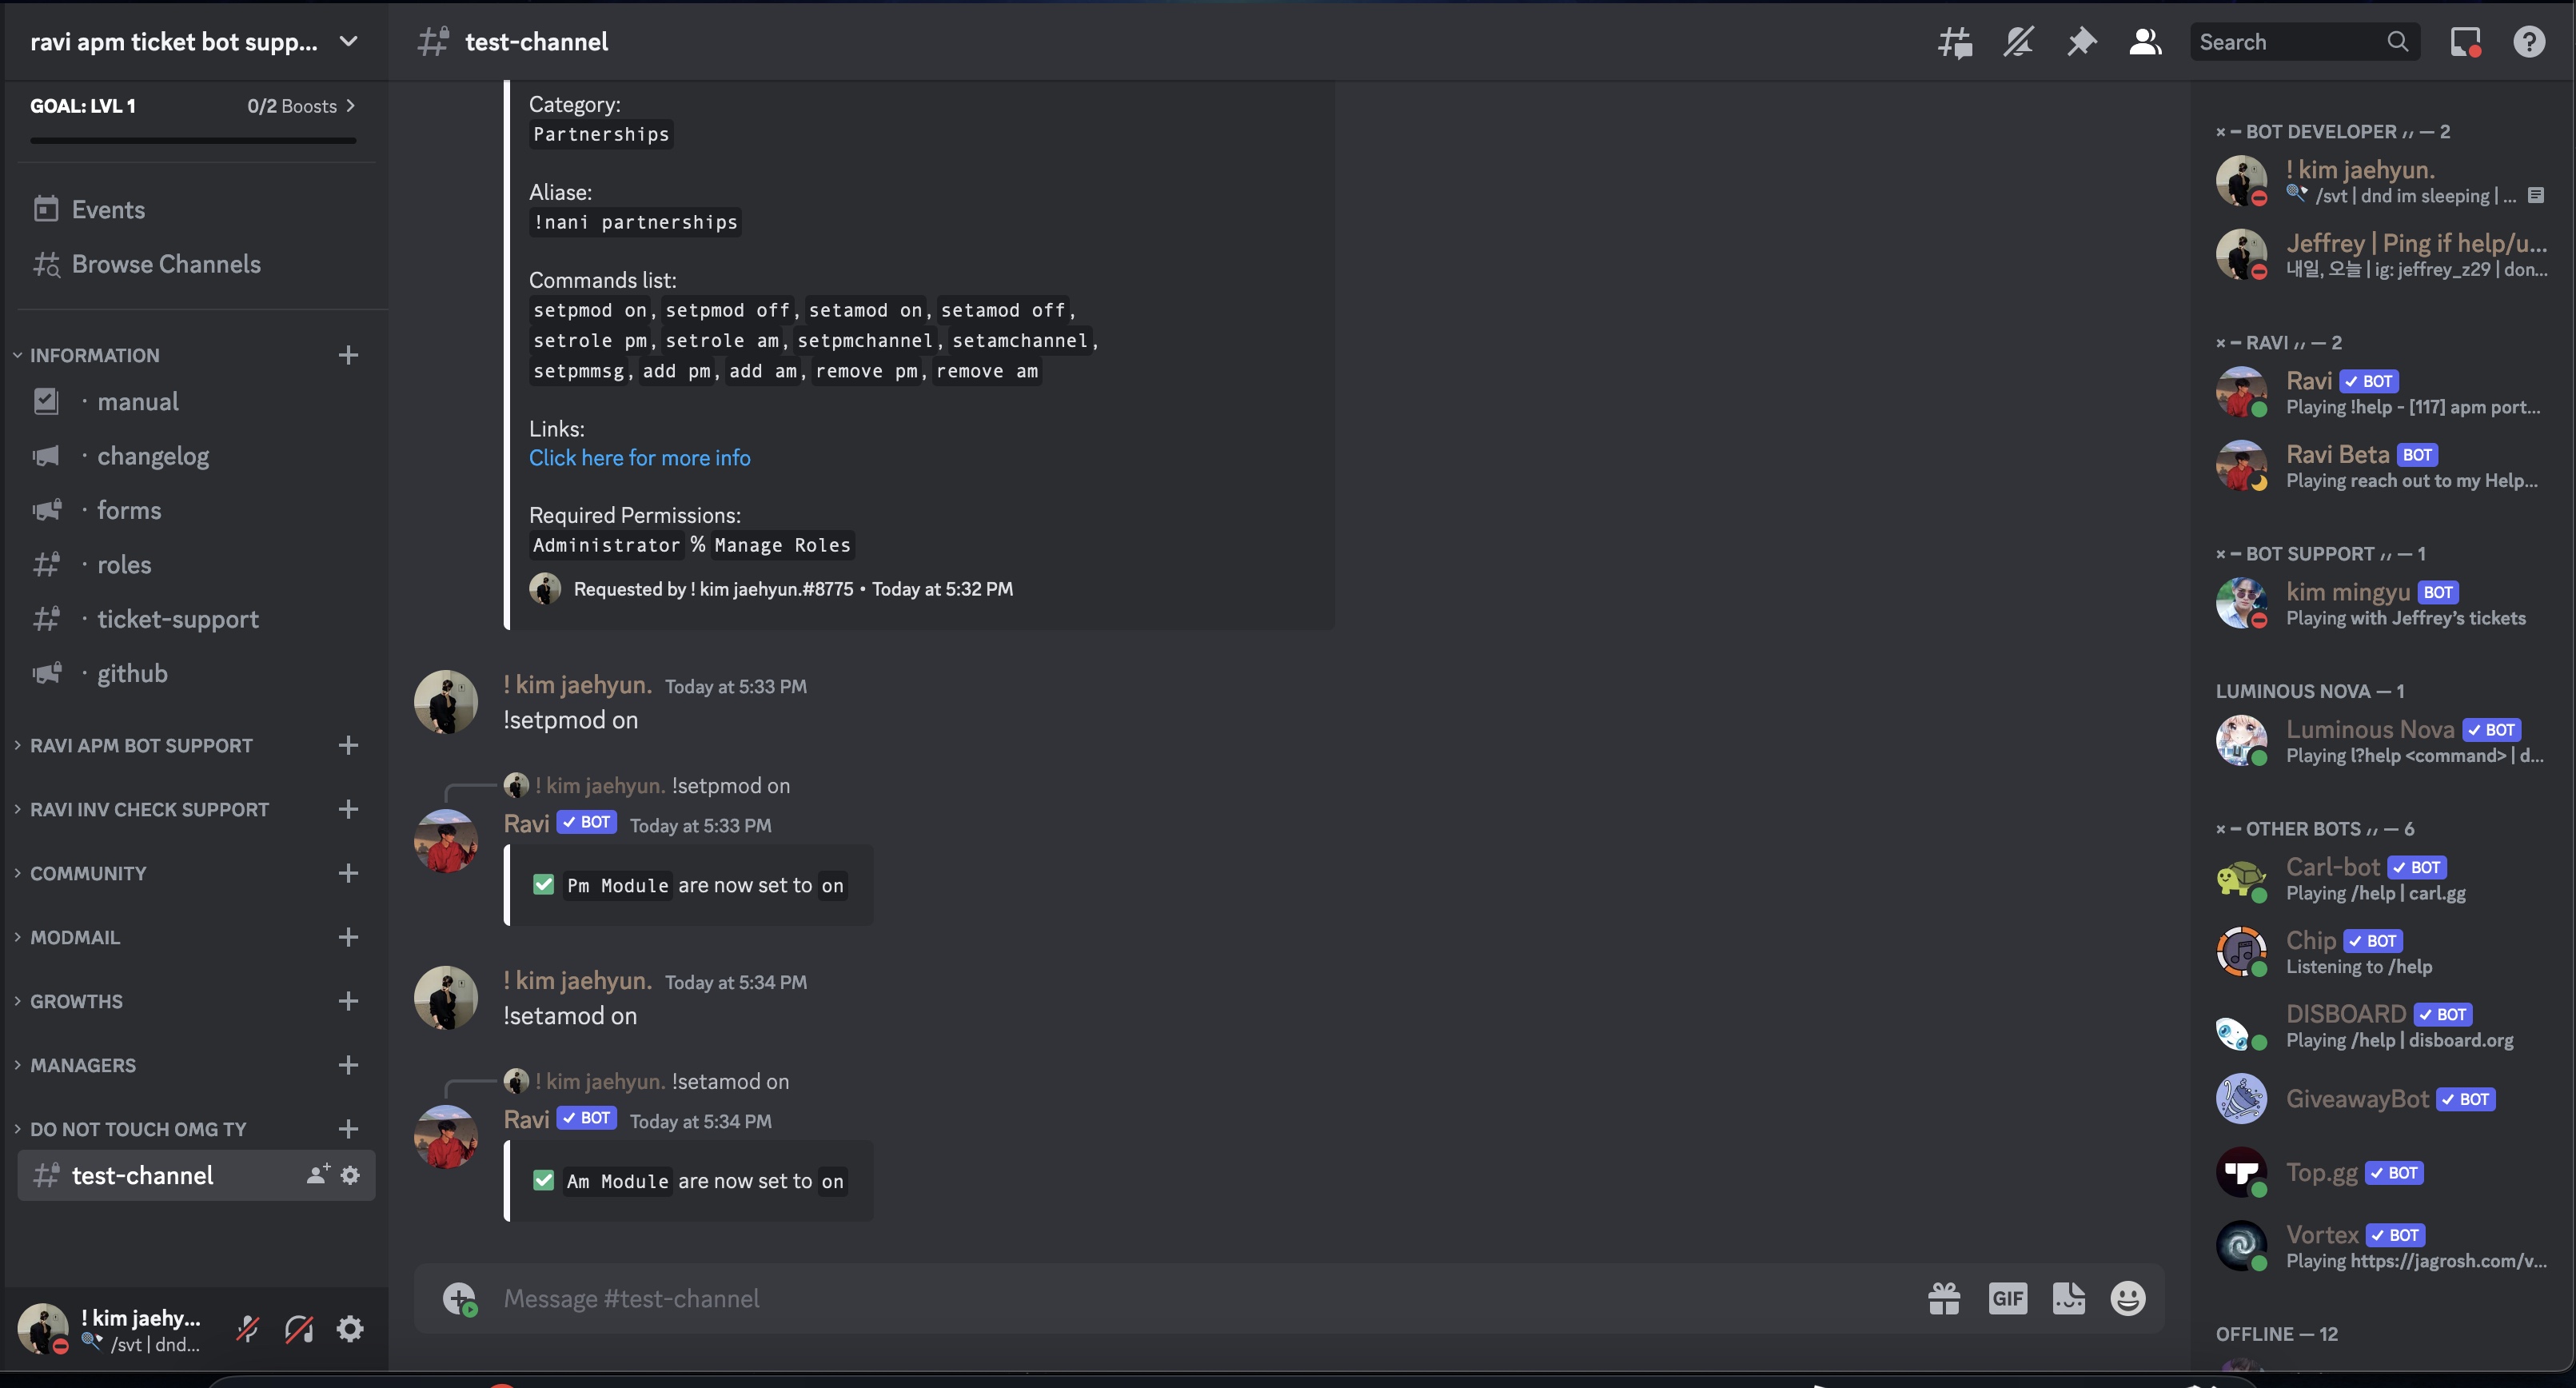 ravi apm ticket bot supp...
GOAL: LVL 1
0/2 Boosts
Events
Browse Channels
INFORMATION
· manual
· changelog
· forms
· roles
· ticket-support
· github
RAVI APM BOT SUPPORT
RAVI INV CHECK SUPPORT
COMMUNITY
MODMAIL
GROWTHS
MANAGERS
DO NOT TOUCH OMG TY
test-channel
! kim jaehy...
/svt | dnd...
test-channel
Search
Category:
Partnerships
Aliase:
!nani partnerships
Commands list:
setpmod on, setpmod off, setamod on, setamod off,
setrole pm, setrole am, setpmchannel, setamchannel,
setpmmsg, add pm, add am, remove pm, remove am
Links:
Click here for more info
Required Permissions:
Administrator % Manage Roles
Requested by ! kim jaehyun.#8775 • Today at 5:32 PM
! kim jaehyun. Today at 5:33 PM
!setpmod on
! kim jaehyun. !setpmod on
Ravi BOT Today at 5:33 PM
Pm Module are now set to on
! kim jaehyun. Today at 5:34 PM
!setamod on
! kim jaehyun. !setamod on
Ravi BOT Today at 5:34 PM
Am Module are now set to on
Message #test-channel
GIF
× – BOT DEVELOPER ,, — 2
! kim jaehyun.
/svt | dnd im sleeping | ...
Jeffrey | Ping if help/u...
내일, 오늘 | ig: jeffrey_z29 | don...
× – RAVI ,, — 2
Ravi BOT
Playing !help - [117] apm port...
Ravi Beta BOT
Playing reach out to my Help...
× – BOT SUPPORT ,, — 1
kim mingyu BOT
Playing with Jeffrey’s tickets
LUMINOUS NOVA — 1
Luminous Nova BOT
Playing l?help <command> | d...
× – OTHER BOTS ,, — 6
Carl-bot BOT
Playing /help | carl.gg
Chip BOT
Listening to /help
DISBOARD BOT
Playing /help | disboard.org
GiveawayBot BOT
Top.gg BOT
Vortex BOT
Playing https://jagrosh.com/v...
OFFLINE — 12